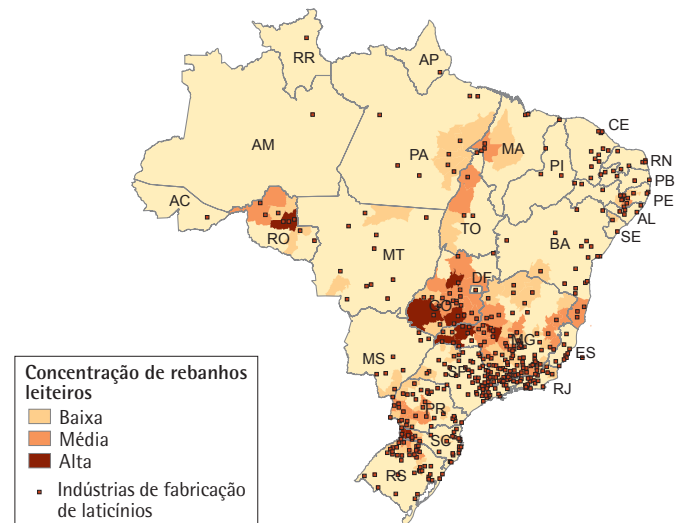 RR
AP
AM
PA
MA
CE
RN
PB
PE
AL
SE
PI
AC
RO
TO
BA
MT
DF
GO
MG
ES
MS
SP
RJ
PR
SC
RS
Concentração de rebanhos
leiteiros
Baixa
Média
Alta
Indústrias de fabricação
de laticínios